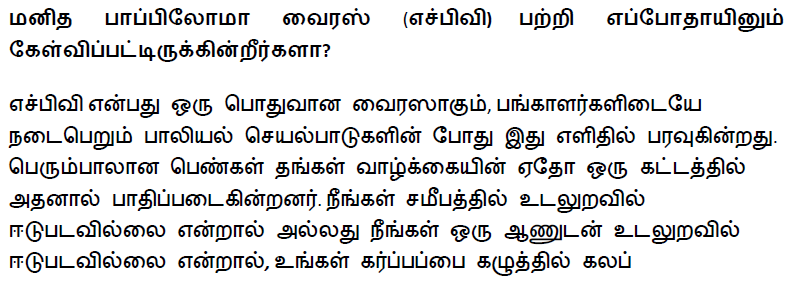 மனித பாப்பிலோமா வைரஸ் (எச்பிவி) பற்றி எப்போதாயினும்
கேள்விப்பட்டிருக்கின்றீர்களா?
எச்பிவி என்பது ஒரு பொதுவான வைரஸாகும், பங்காளர்களிடையே
நடைபெறும் பாலியல் செயல்பாடுகளின் போது இது எளிதில் பரவுகின்றது.
பெரும்பாலான பெண்கள் தங்கள் வாழ்க்கையின் ஏதோ ஒரு கட்டத்தில்
அதனால் பாதிப்படைகின்றனர். நீங்கள் சமீபத்தில் உடலுறவில்
ஈடுபடவில்லை என்றால் அல்லது நீங்கள் ஒரு ஆணுடன் உடலுறவில்
ஈடுபடவில்லை என்றால், உங்கள் கர்ப்பப்பை கழுத்தில் கலப்